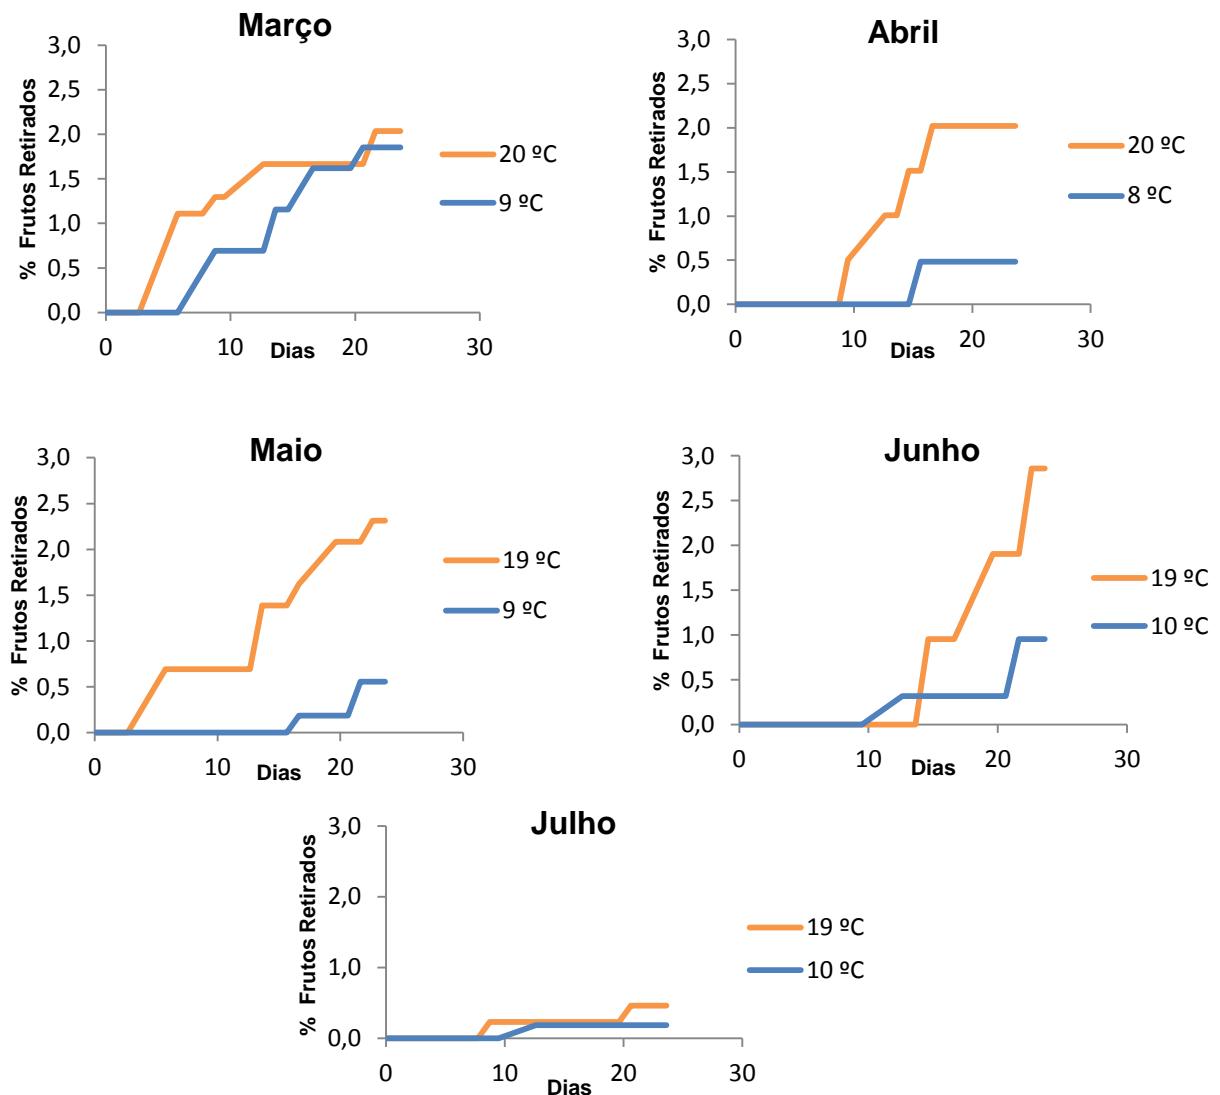 Março
% Frutos Retirados
3,0
2,5
2,0
1,5
1,0
0,5
0,0
0 10 20 30
Dias
20 ºC
9 ºC
Abril
% Frutos Retirados
3,0
2,5
2,0
1,5
1,0
0,5
0,0
0 10 20 30
Dias
20 ºC
8 ºC
Maio
% Frutos Retirados
3,0
2,5
2,0
1,5
1,0
0,5
0,0
0 10 20 30
Dias
19 ºC
9 ºC
Junho
% Frutos Retirados
3,0
2,5
2,0
1,5
1,0
0,5
0,0
0 10 20 30
Dias
19 ºC
10 ºC
Julho
% Frutos Retirados
3,0
2,0
1,0
0,0
0 10 20 30
Dias
19 ºC
10 ºC